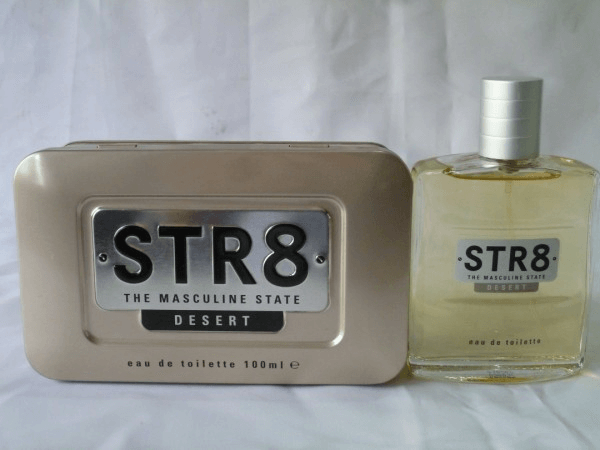 STR8
THE MASCULINE STATE
DESERT
eau de toilette 100ml ℮
·STR8·
THE MASCULINE STATE
DESERT
eau de toilette